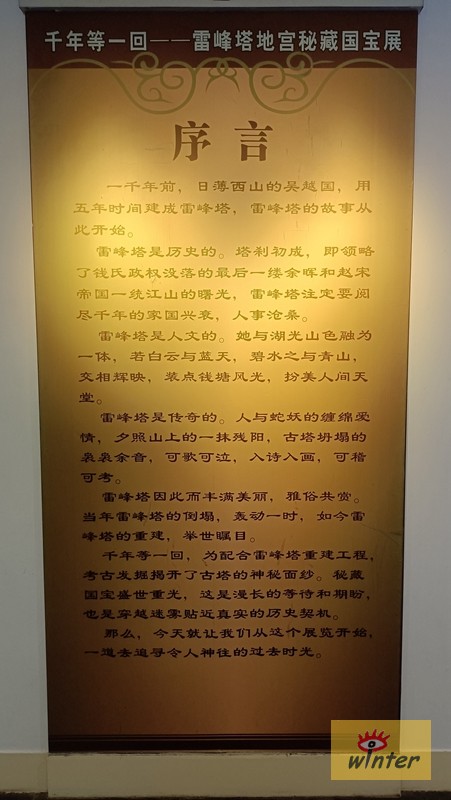 千年等一回——雷峰塔地宫秘藏国宝展
序言
一千年前，日薄西山的吴越国，用
五年时间建成雷峰塔，雷峰塔的故事从
此开始。
雷峰塔是历史的。塔刹初成，即领略
了钱氏政权没落的最后一缕余晖和赵宋
帝国一统江山的曙光，雷峰塔注定要阅
尽千年的家国兴衰，人事沧桑。
雷峰塔是人文的。她与湖光山色融为
一体，若白云与蓝天，碧水之与青山，
交相辉映，装点钱塘风光，扮美人间天
堂。
雷峰塔是传奇的。人与蛇妖的缠绵爱
情，夕照山上的一抹残阳，古塔坍塌的
袅袅余音，可歌可泣，入诗入画，可稽
可考。
雷峰塔因此而丰满美丽，雅俗共赏。
当年雷峰塔的倒塌，轰动一时，如今雷
峰塔的重建，举世瞩目。
千年等一回，为配合雷峰塔重建工程，
考古发掘揭开了古塔的神秘面纱。秘藏
国宝盛世重光，这是漫长的等待和期盼，
也是穿越迷雾贴近真实的历史契机。
那么，今天就让我们从这个展览开始，
一道去追寻令人神往的过去时光。
winter